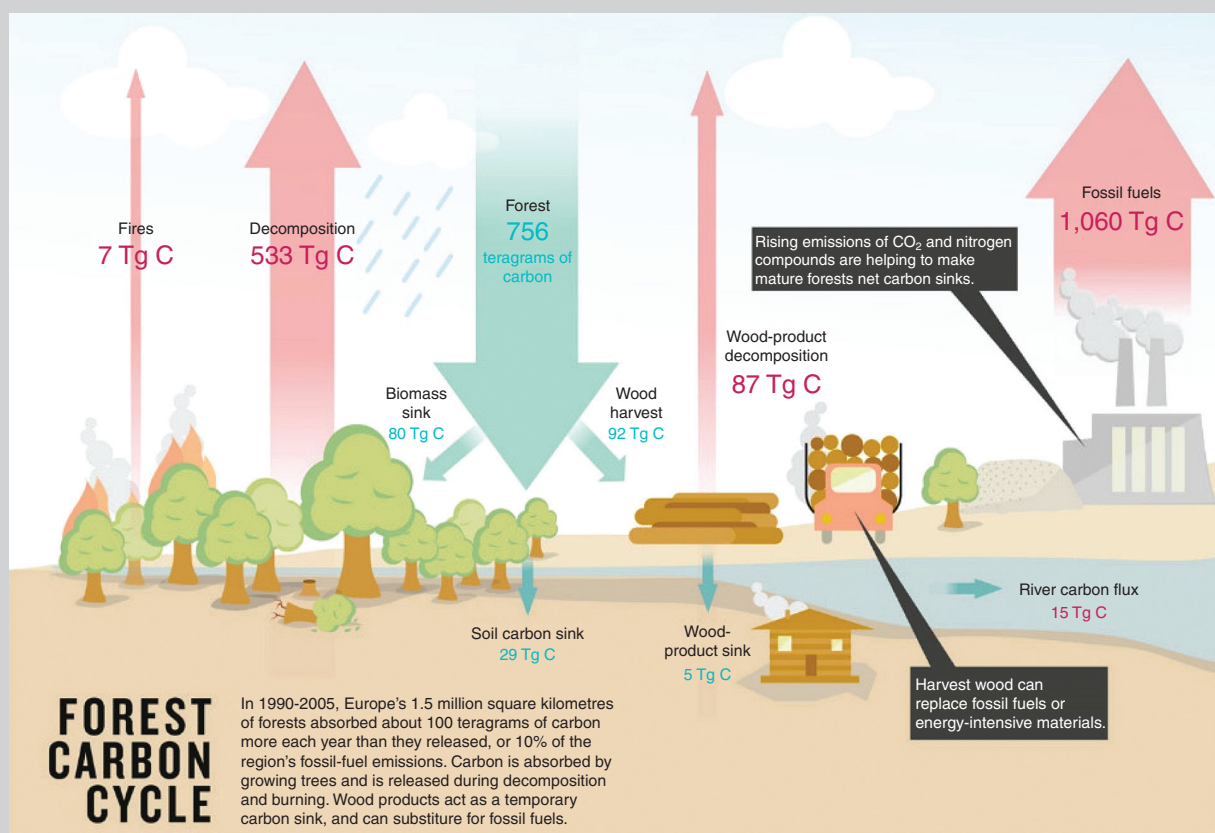 Fires
7 Tg C
Decomposition
533 Tg C
Forest
756
teragrams of
carbon
Fossil fuels
1,060 Tg C
Rising emissions of CO₂ and nitrogen
compounds are helping to make
mature forests net carbon sinks.
Wood-product
decomposition
87 Tg C
Biomass
sink
80 Tg C
Wood
harvest
92 Tg C
River carbon flux
15 Tg C
Soil carbon sink
29 Tg C
Wood-
product sink
5 Tg C
Harvest wood can
replace fossil fuels or
energy-intensive materials.
FOREST
CARBON
CYCLE
In 1990-2005, Europe's 1.5 million square kilometres
of forests absorbed about 100 teragrams of carbon
more each year than they released, or 10% of the
region's fossil-fuel emissions. Carbon is absorbed by
growing trees and is released during decomposition
and burning. Wood products act as a temporary
carbon sink, and can substiture for fossil fuels.